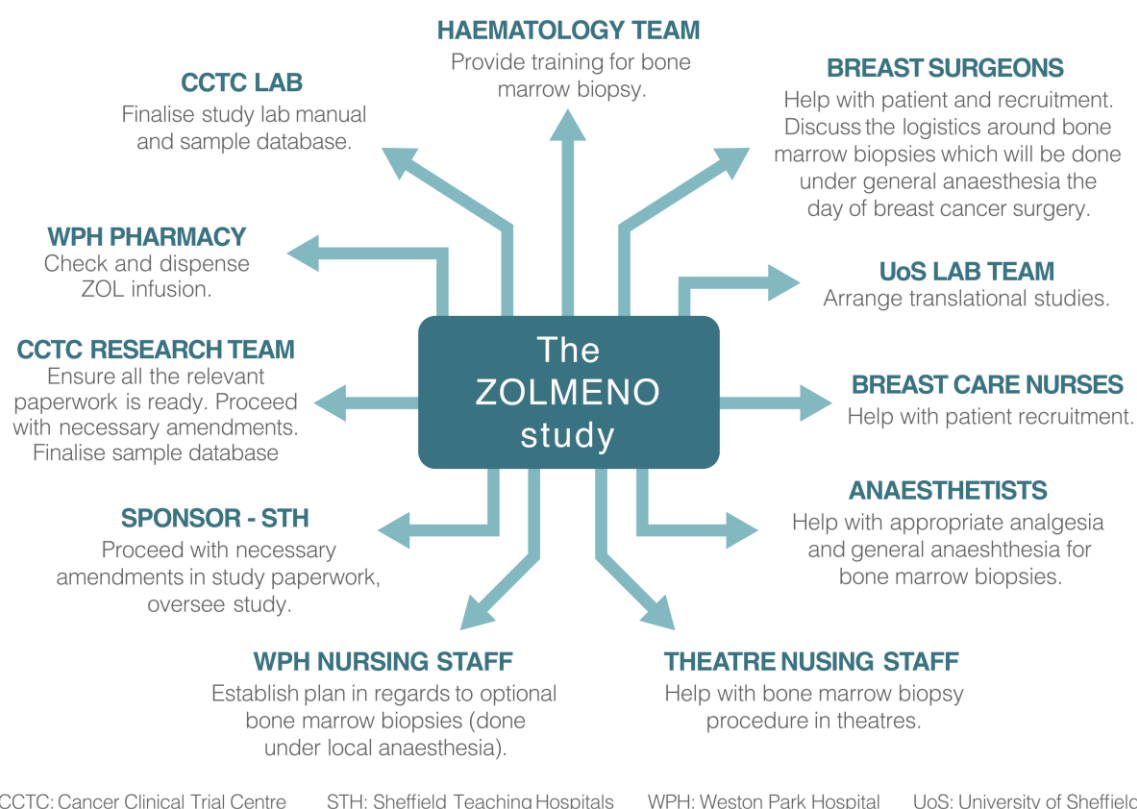 HAEMATOLOGY TEAM
Provide training for bone
marrow biopsy.
CCTC LAB
Finalise study lab manual
and sample database.
BREAST SURGEONS
Help with patient and recruitment.
Discuss the logistics around bone
marrow biopsies which will be done
under general anaesthesia the
day of breast cancer surgery.
WPH PHARMACY
Check and dispense
ZOL infusion.
UoS LAB TEAM
Arrange translational studies.
CCTC RESEARCH TEAM
Ensure all the relevant
paperwork is ready. Proceed
with necessary amendments.
Finalise sample database
The
ZOLMENO
study
BREAST CARE NURSES
Help with patient recruitment.
SPONSOR - STH
Proceed with necessary
amendments in study paperwork,
oversee study.
ANAESTHETISTS
Help with appropriate analgesia
and general anaeshthesia for
bone marrow biopsies.
WPH NURSING STAFF
Establish plan in regards to optional
bone marrow biopsies (done
under local anaesthesia).
THEATRE NUSING STAFF
Help with bone marrow biopsy
procedure in theatres.
CCTC: Cancer Clinical Trial Centre STH: Sheffield Teaching Hospitals WPH: Weston Park Hospital UoS: University of Sheffield